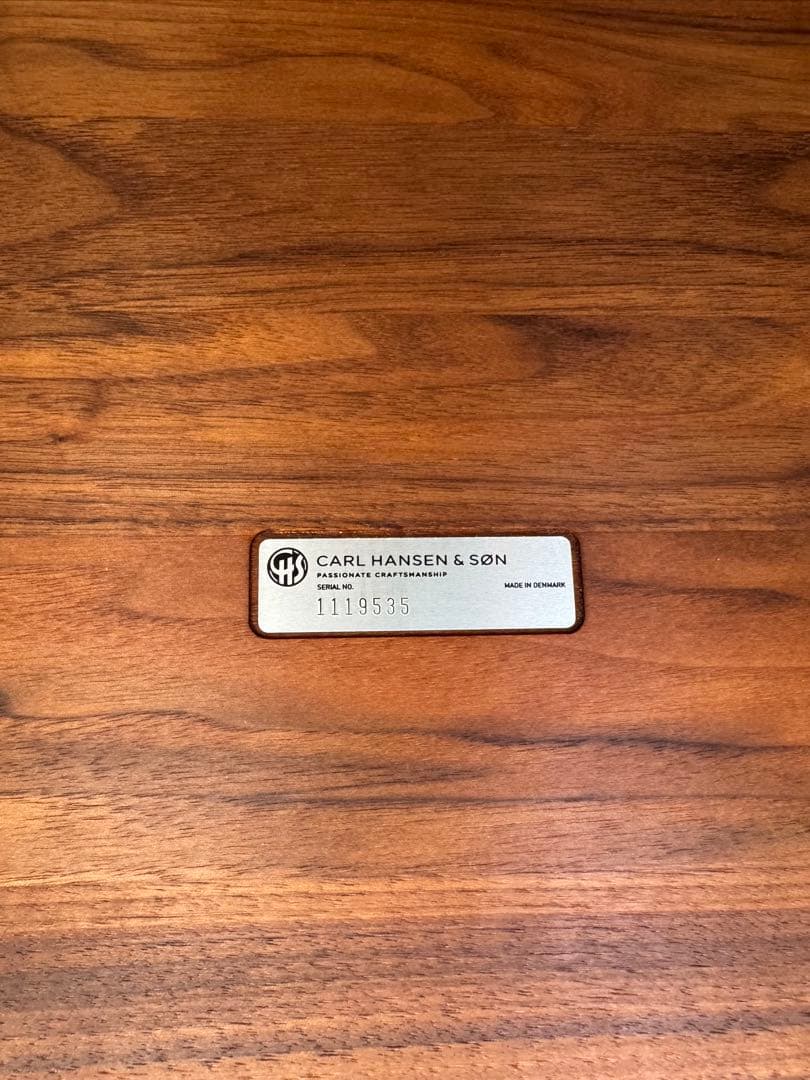 CHS
CARL HANSEN & SØN
PASSIONATE CRAFTSMANSHIP
SERIAL NO.
MADE IN DENMARK
1119535